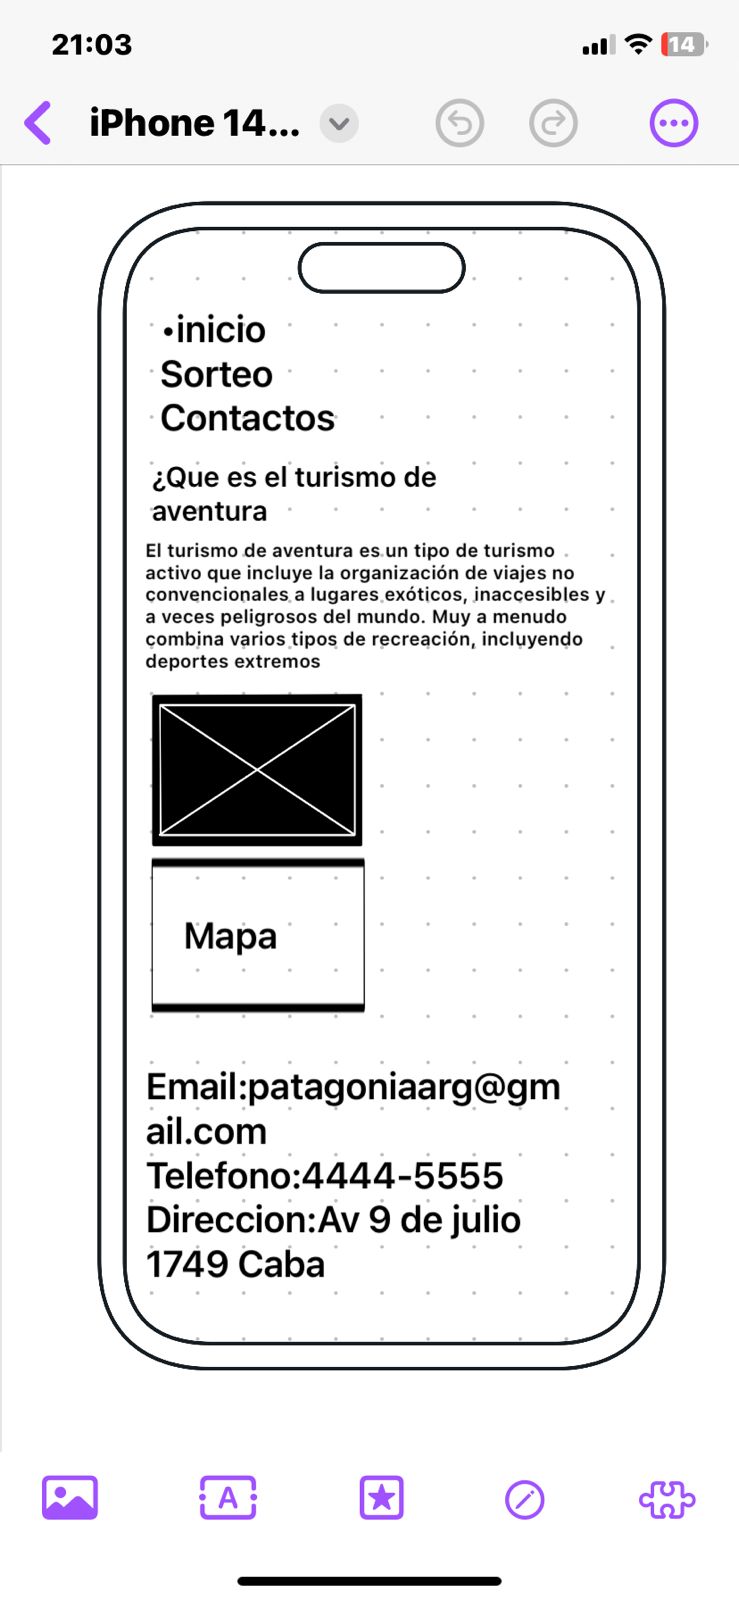 21:03
14
iPhone 14...
•inicio
Sorteo
Contactos
¿Que es el turismo de
aventura
El turismo de aventura es un tipo de turismo
activo que incluye la organización de viajes no
convencionales a lugares exóticos, inaccesibles y
a veces peligrosos del mundo. Muy a menudo
combina varios tipos de recreación, incluyendo
deportes extremos
Mapa
Email:patagoniaarg@gm
ail.com
Telefono:4444-5555
Direccion:Av 9 de julio
1749 Caba
A